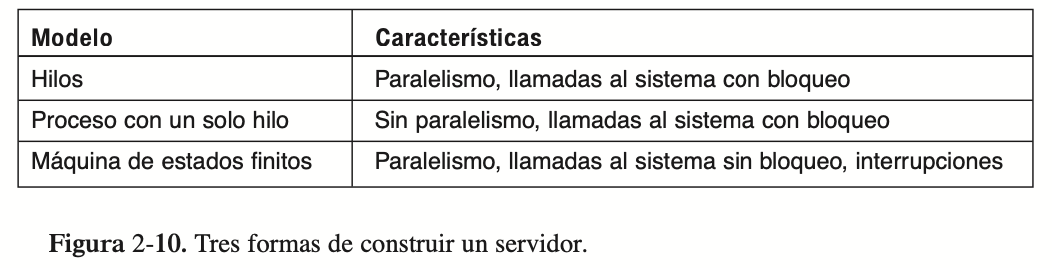 Modelo Características
Hilos Paralelismo, llamadas al sistema con bloqueo
Proceso con un solo hilo Sin paralelismo, llamadas al sistema con bloqueo
Máquina de estados finitos Paralelismo, llamadas al sistema sin bloqueo, interrupciones
Figura 2-10. Tres formas de construir un servidor.